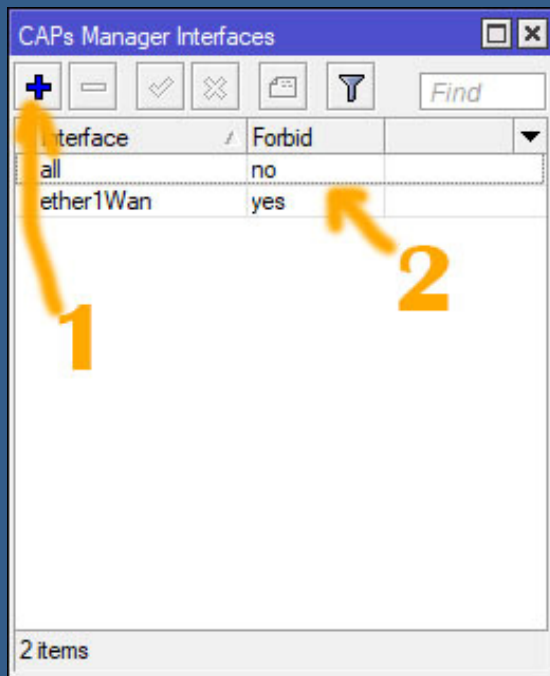 CAPs Manager Interfaces
Find
Interface Forbid
all no
ether1Wan yes
1
2
2 items